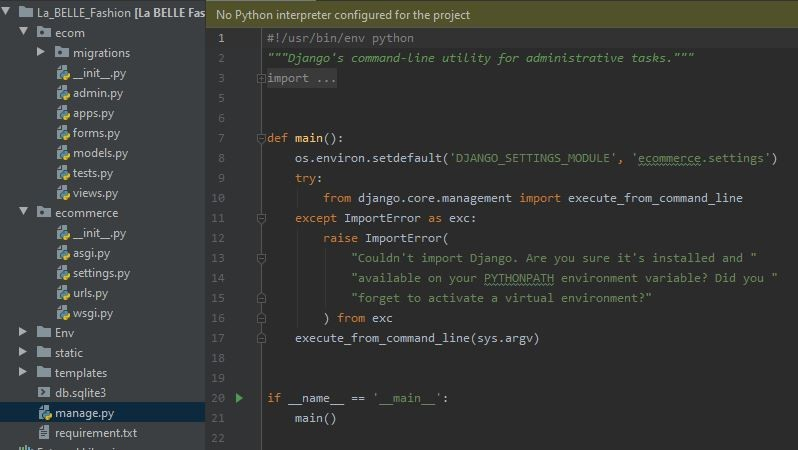 La_BELLE_Fashion [La BELLE Fas
ecom
migrations
__init__.py
admin.py
apps.py
forms.py
models.py
tests.py
views.py
ecommerce
__init__.py
asgi.py
settings.py
urls.py
wsgi.py
Env
static
templates
db.sqlite3
manage.py
requirement.txt
No Python interpreter configured for the project
1 #!/usr/bin/env python
2 """Django's command-line utility for administrative tasks."""
3 import ...
5
6
7 def main():
8 os.environ.setdefault('DJANGO_SETTINGS_MODULE', 'ecommerce.settings')
9 try:
10 from django.core.management import execute_from_command_line
11 except ImportError as exc:
12 raise ImportError(
13 "Couldn't import Django. Are you sure it's installed and "
14 "available on your PYTHONPATH environment variable? Did you "
15 "forget to activate a virtual environment?"
16 ) from exc
17 execute_from_command_line(sys.argv)
18
19
20 if __name__ == '__main__':
21 main()
22